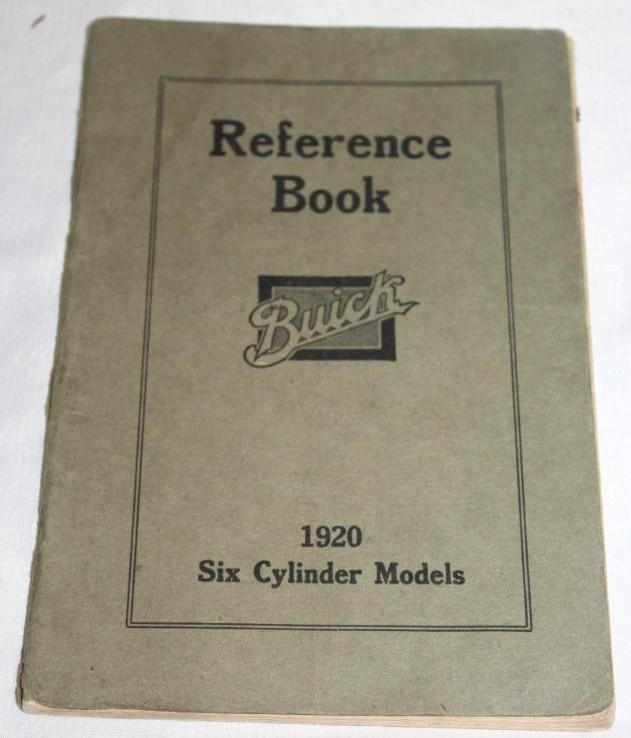 Reference
Book
Buick
1920
Six Cylinder Models